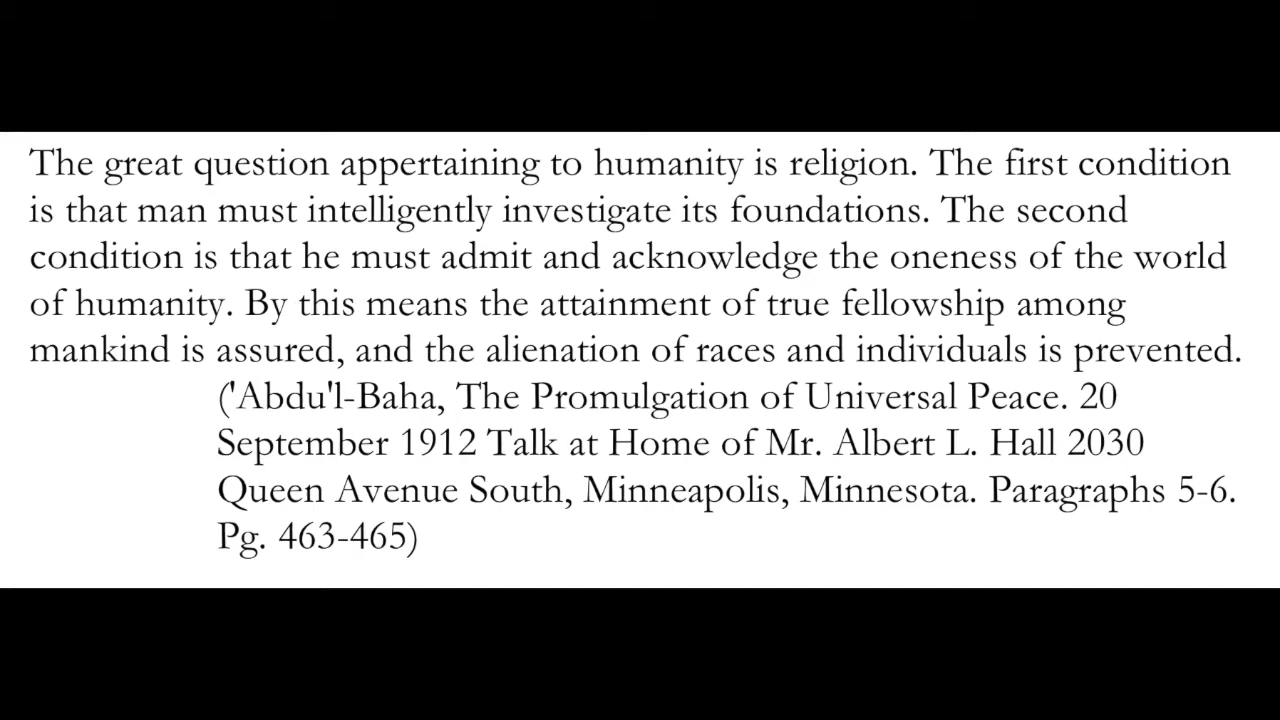 The great question appertaining to humanity is religion. The first condition
is that man must intelligently investigate its foundations. The second
condition is that he must admit and acknowledge the oneness of the world
of humanity. By this means the attainment of true fellowship among
mankind is assured, and the alienation of races and individuals is prevented.
('Abdu'l-Baha, The Promulgation of Universal Peace. 20
September 1912 Talk at Home of Mr. Albert L. Hall 2030
Queen Avenue South, Minneapolis, Minnesota. Paragraphs 5-6.
Pg. 463-465)